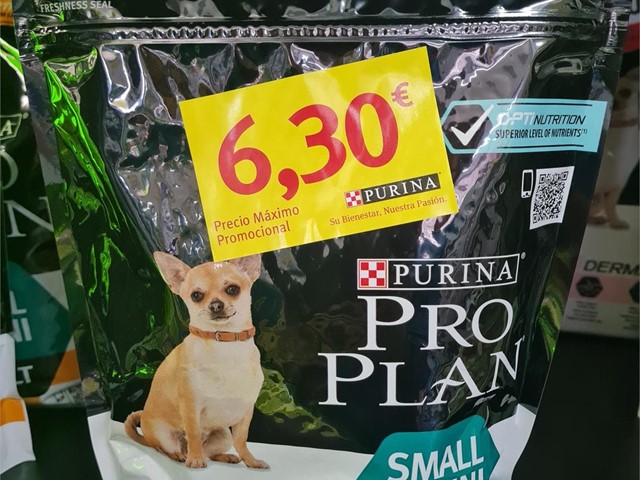 FRESHNESS SEAL
6,30€
Precio Máximo
Promocional
PURINA
Su Bienestar, Nuestra Pasión.
OPTINUTRITION
SUPERIOR LEVEL OF NUTRIENTS
PURINA
PRO
PLAN
SMALL
DERM